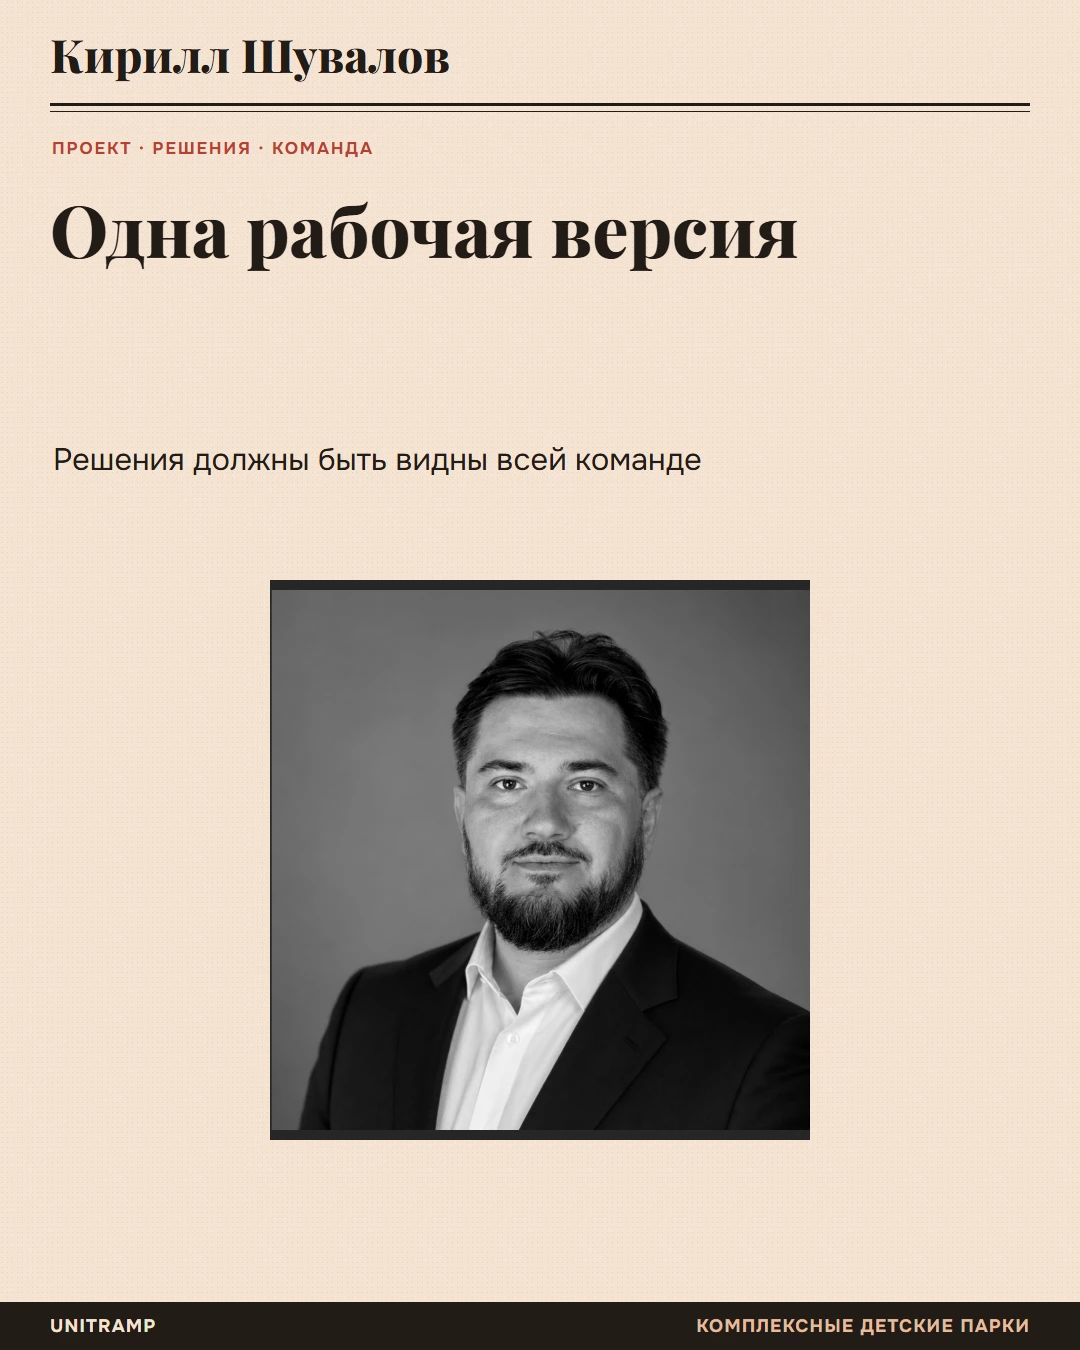 Кирилл Шувалов
ПРОЕКТ · РЕШЕНИЯ · КОМАНДА
Одна рабочая версия
Решения должны быть видны всей команде
UNITRAMP
КОМПЛЕКСНЫЕ ДЕТСКИЕ ПАРКИ